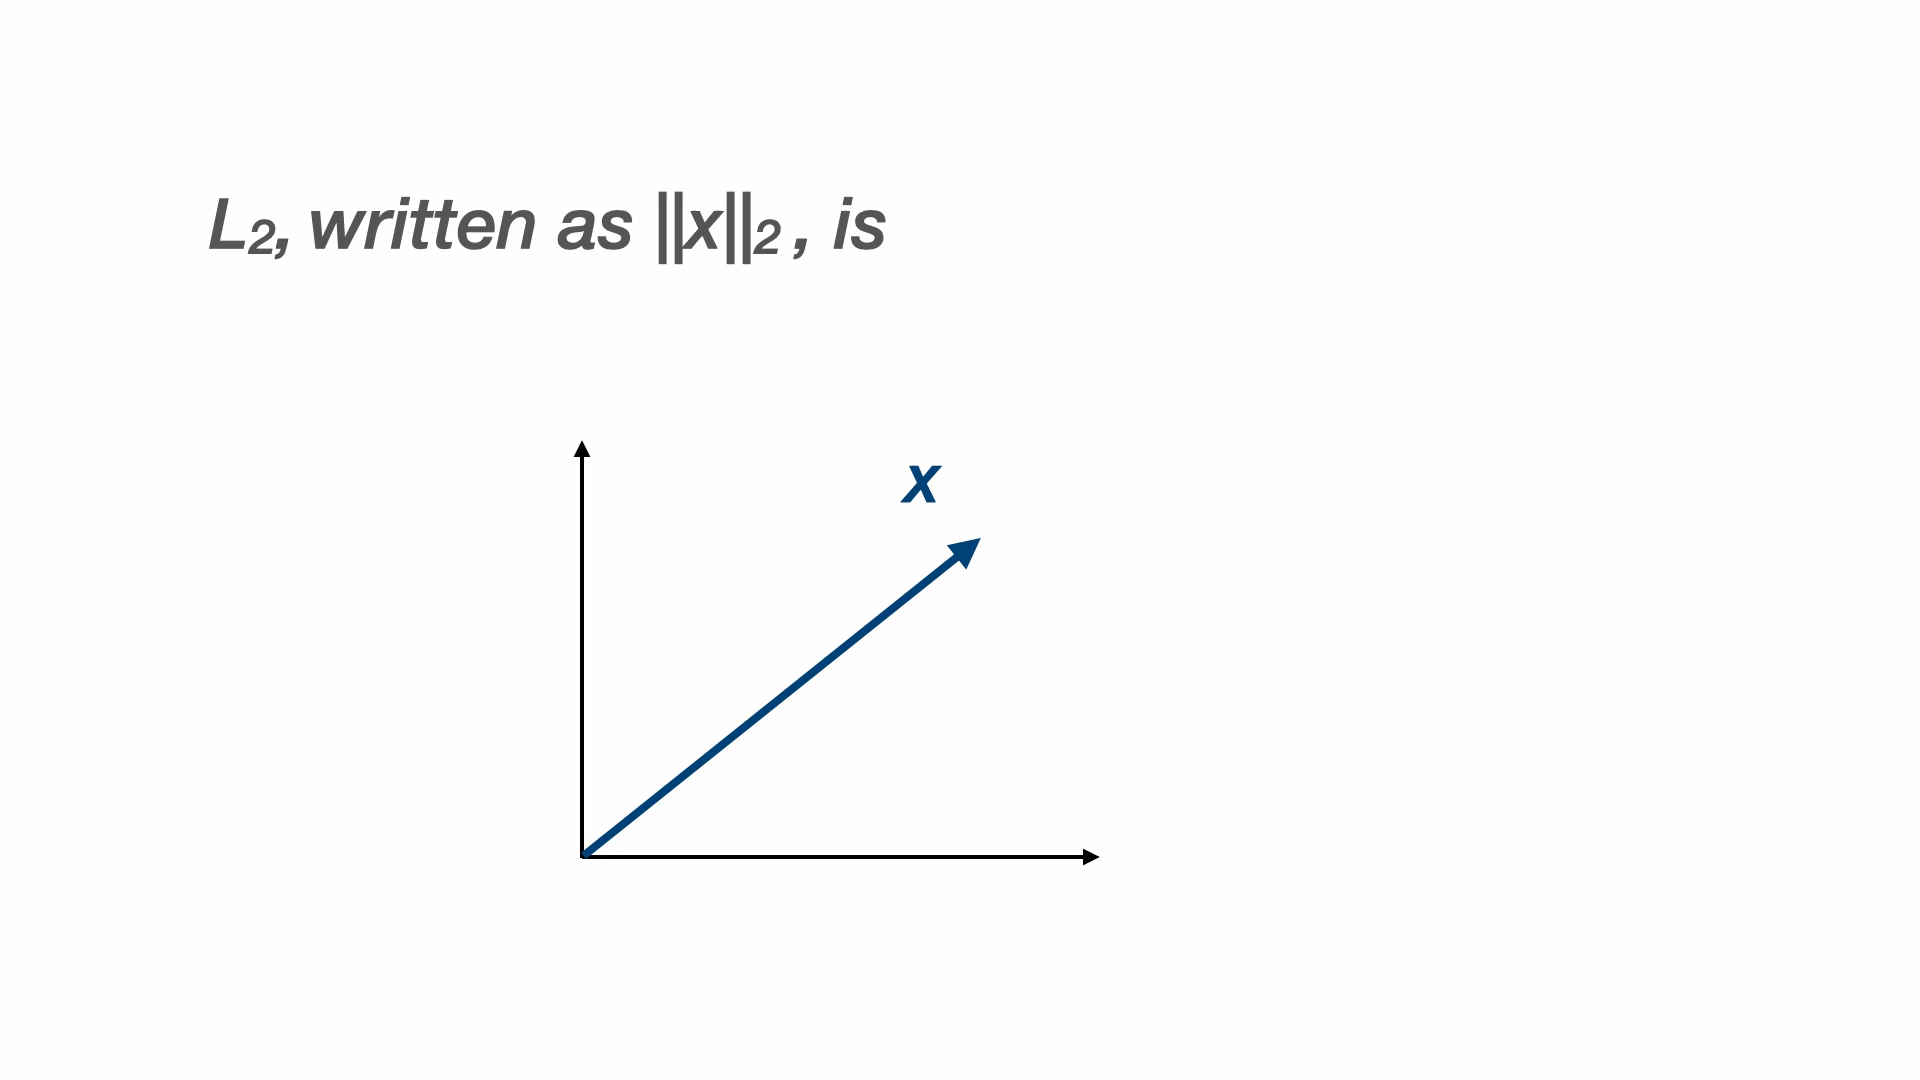 L₂, written as ||x||₂ , is
x